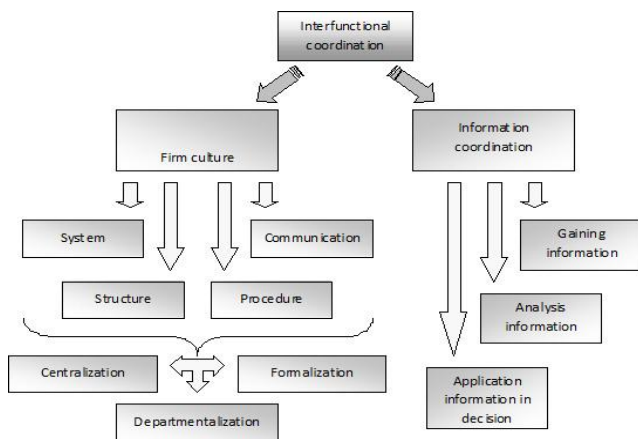 Interfunctional
coordination
Firm culture
Information
coordination
System
Communication
Gaining
information
Structure
Procedure
Analysis
information
Centralization
Formalization
Application
information in
decision
Departmentalization